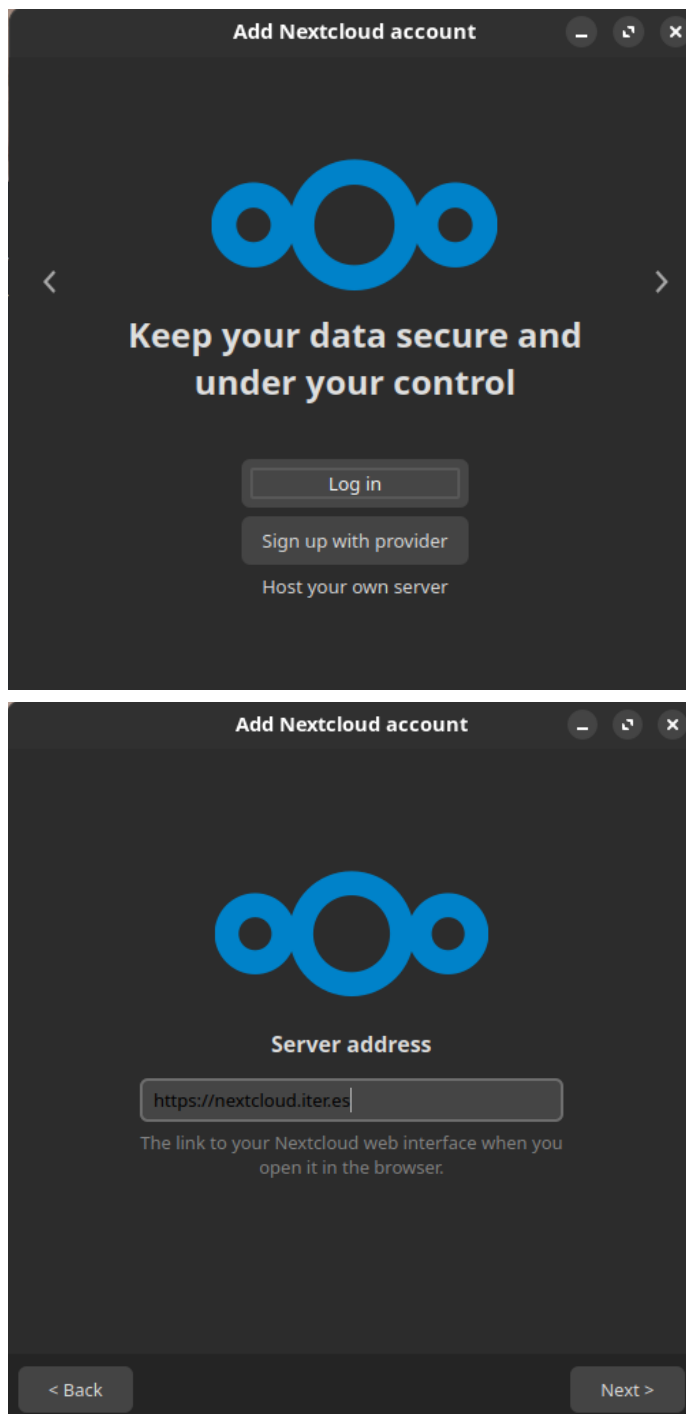 Add Nextcloud account
Keep your data secure and
under your control
Log in
Sign up with provider
Host your own server
Add Nextcloud account
Server address
https://nextcloud.iter.es
The link to your Nextcloud web interface when you
open it in the browser.
< Back
Next >